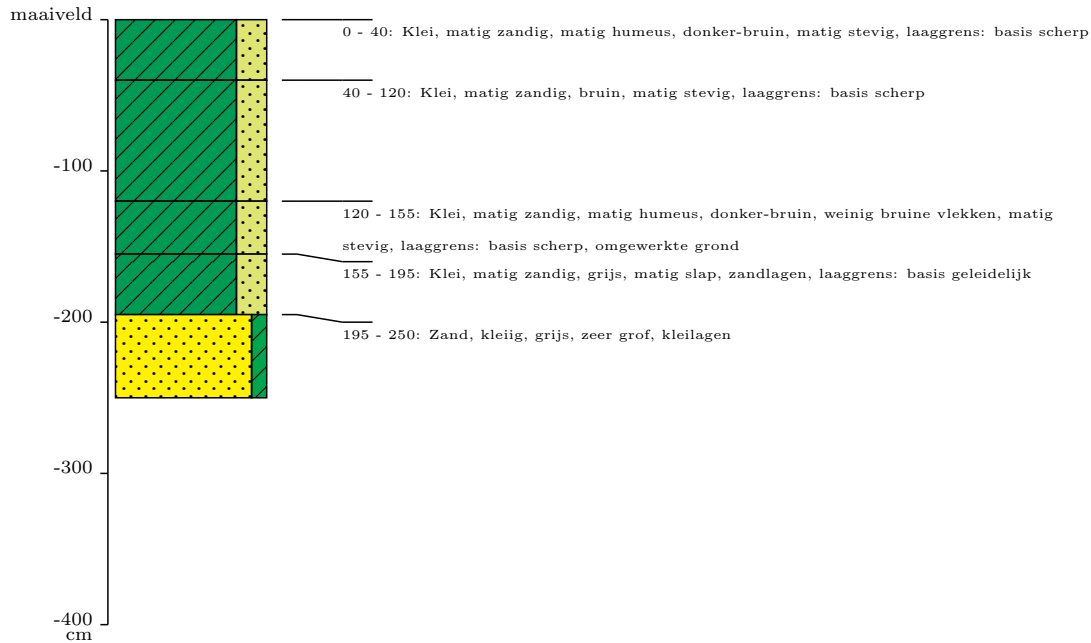 maaiveld
0 - 40: Klei, matig zandig, matig humeus, donker-bruin, matig stevig, laaggrens: basis scherp
40 - 120: Klei, matig zandig, bruin, matig stevig, laaggrens: basis scherp
-100
120 - 155: Klei, matig zandig, matig humeus, donker-bruin, weinig bruine vlekken, matig
stevig, laaggrens: basis scherp, omgewerkte grond
155 - 195: Klei, matig zandig, grijs, matig slap, zandlagen, laaggrens: basis geleidelijk
-200
195 - 250: Zand, kleiig, grijs, zeer grof, kleilagen
-300
-400
cm